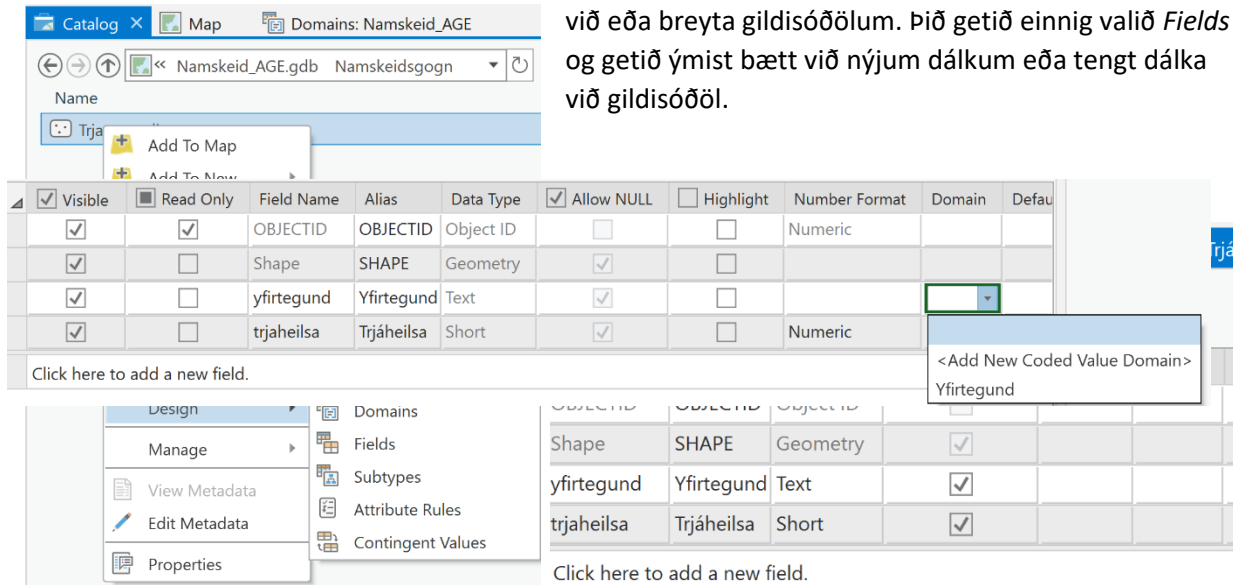 Catalog Map Domains: Namskeid_AGE
Namskeid_AGE.gdb Namskeidsgogn
Name
Add To Map
við eða breyta gildisóðölum. Þið getið einnig valið Fields
og getið ýmist bætt við nýjum dálkum eða tengt dálka
við gildisóðöl.
Visible Read Only Field Name Alias Data Type Allow NULL Highlight Number Format Domain Defau
OBJECTID OBJECTID Object ID Numeric
Shape SHAPE Geometry
yfirtegund Yfirtegund Text
trjaheilsa Trjáheilsa Short Numeric
Click here to add a new field.
<Add New Coded Value Domain>
Yfirtegund
Design
Manage
View Metadata
Edit Metadata
Properties
Domains
Fields
Subtypes
Attribute Rules
Contingent Values
Shape SHAPE Geometry
yfirtegund Yfirtegund Text
trjaheilsa Trjáheilsa Short
Click here to add a new field.